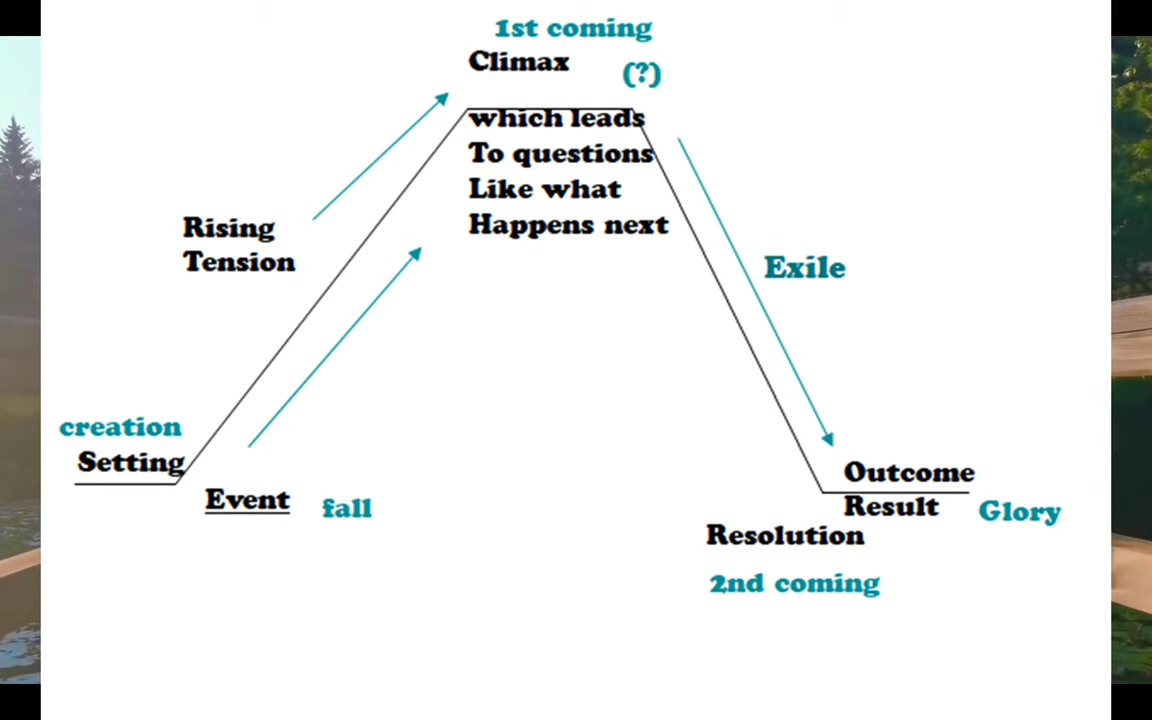 1st coming
Climax
(?)
which leads
To questions
Like what
Happens next
Rising
Tension
Exile
creation
Setting
Event
fall
Outcome
Result
Glory
Resolution
2nd coming